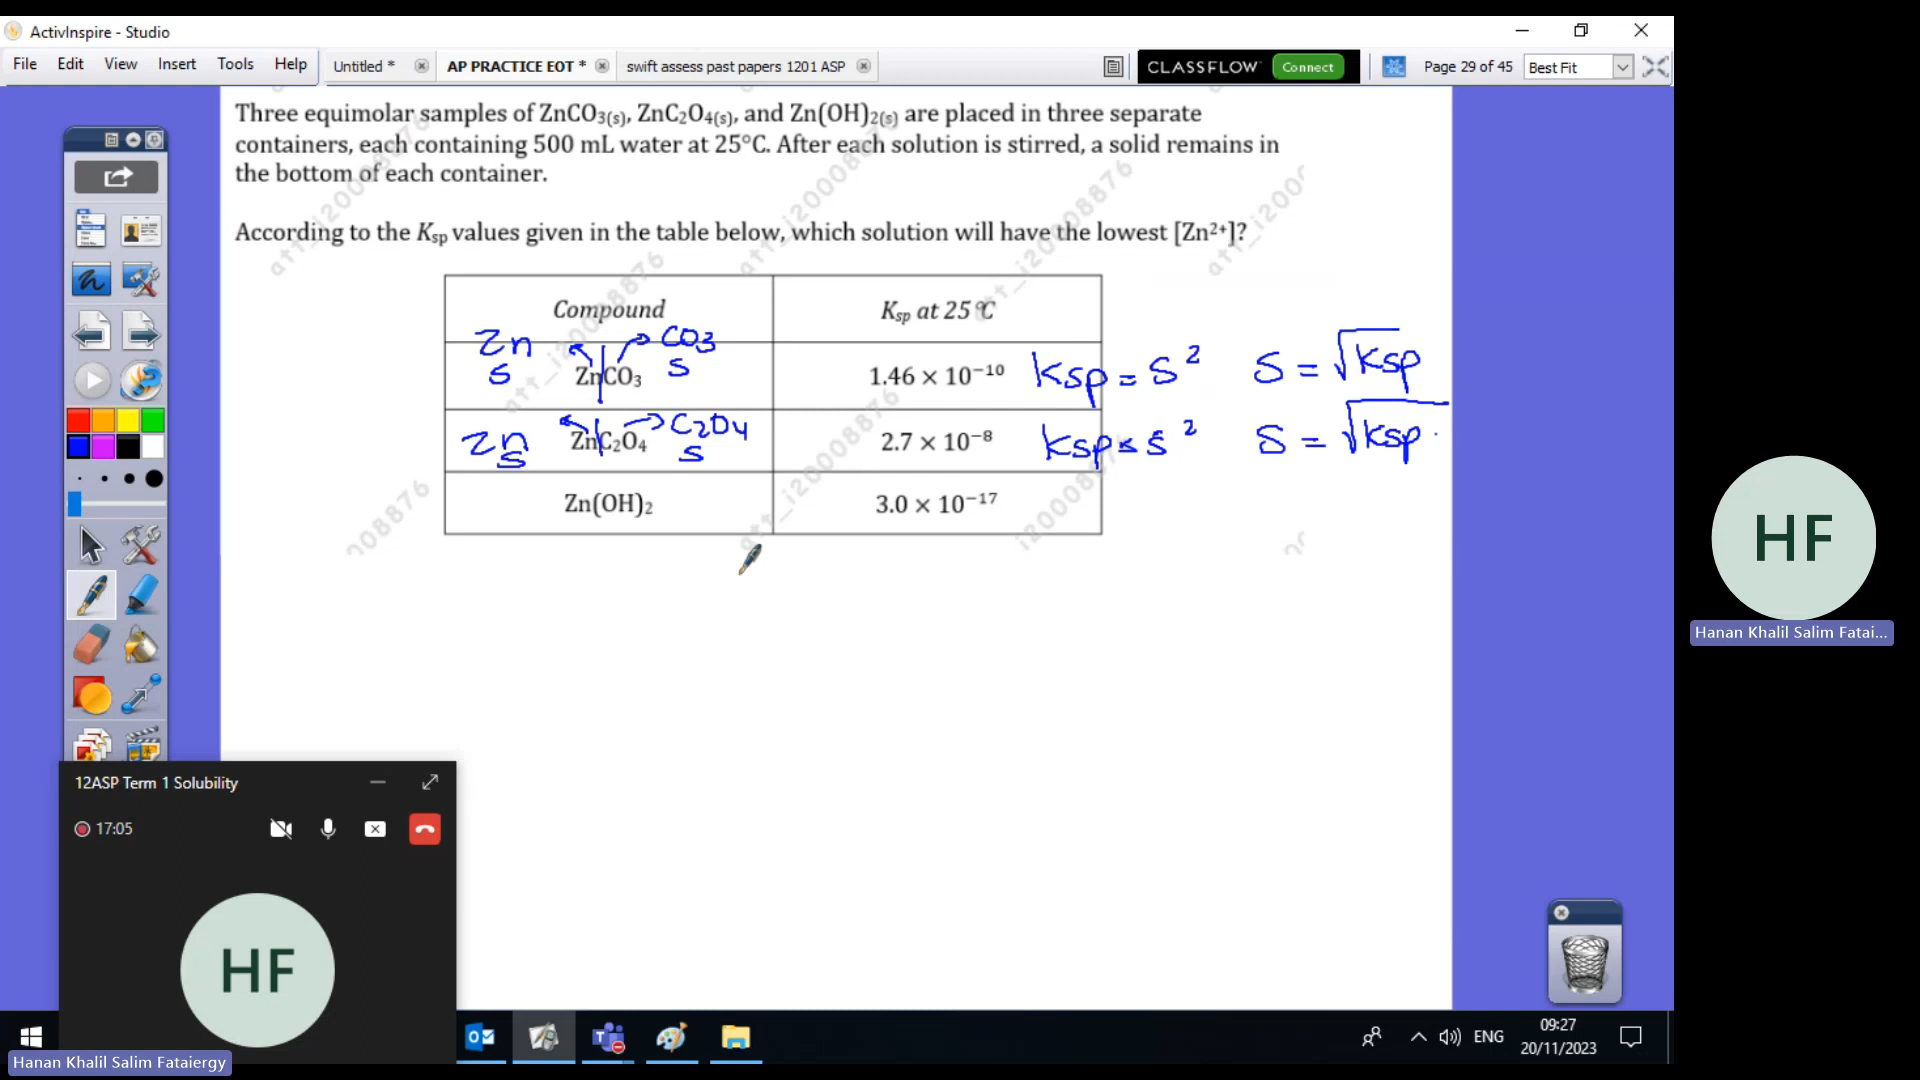 ActivInspire - Studio
File Edit View Insert Tools Help
Untitled * AP PRACTICE EOT * swift assess past papers 1201 ASP
CLASSFLOW Connect
Page 29 of 45 Best Fit
Three equimolar samples of ZnCO₃₍ₛ₎, ZnC₂O₄₍ₛ₎, and Zn(OH)₂₍ₛ₎ are placed in three separate
containers, each containing 500 mL water at 25°C. After each solution is stirred, a solid remains in
the bottom of each container.
According to the Ksp values given in the table below, which solution will have the lowest [Zn²⁺]?
Compound Ksp at 25 °C
Zn CO3
s ZnCO₃ s 1.46 × 10⁻¹⁰ Ksp = S² S = √Ksp
Zn C2O4
s ZnC₂O₄ s 2.7 × 10⁻⁸ Ksp = s² S = √Ksp
Zn(OH)₂ 3.0 × 10⁻¹⁷
att_i20008876
HF
Hanan Khalil Salim Fatai...
12ASP Term 1 Solubility
17:05
HF
Hanan Khalil Salim Fataiergy
ENG
09:27
20/11/2023